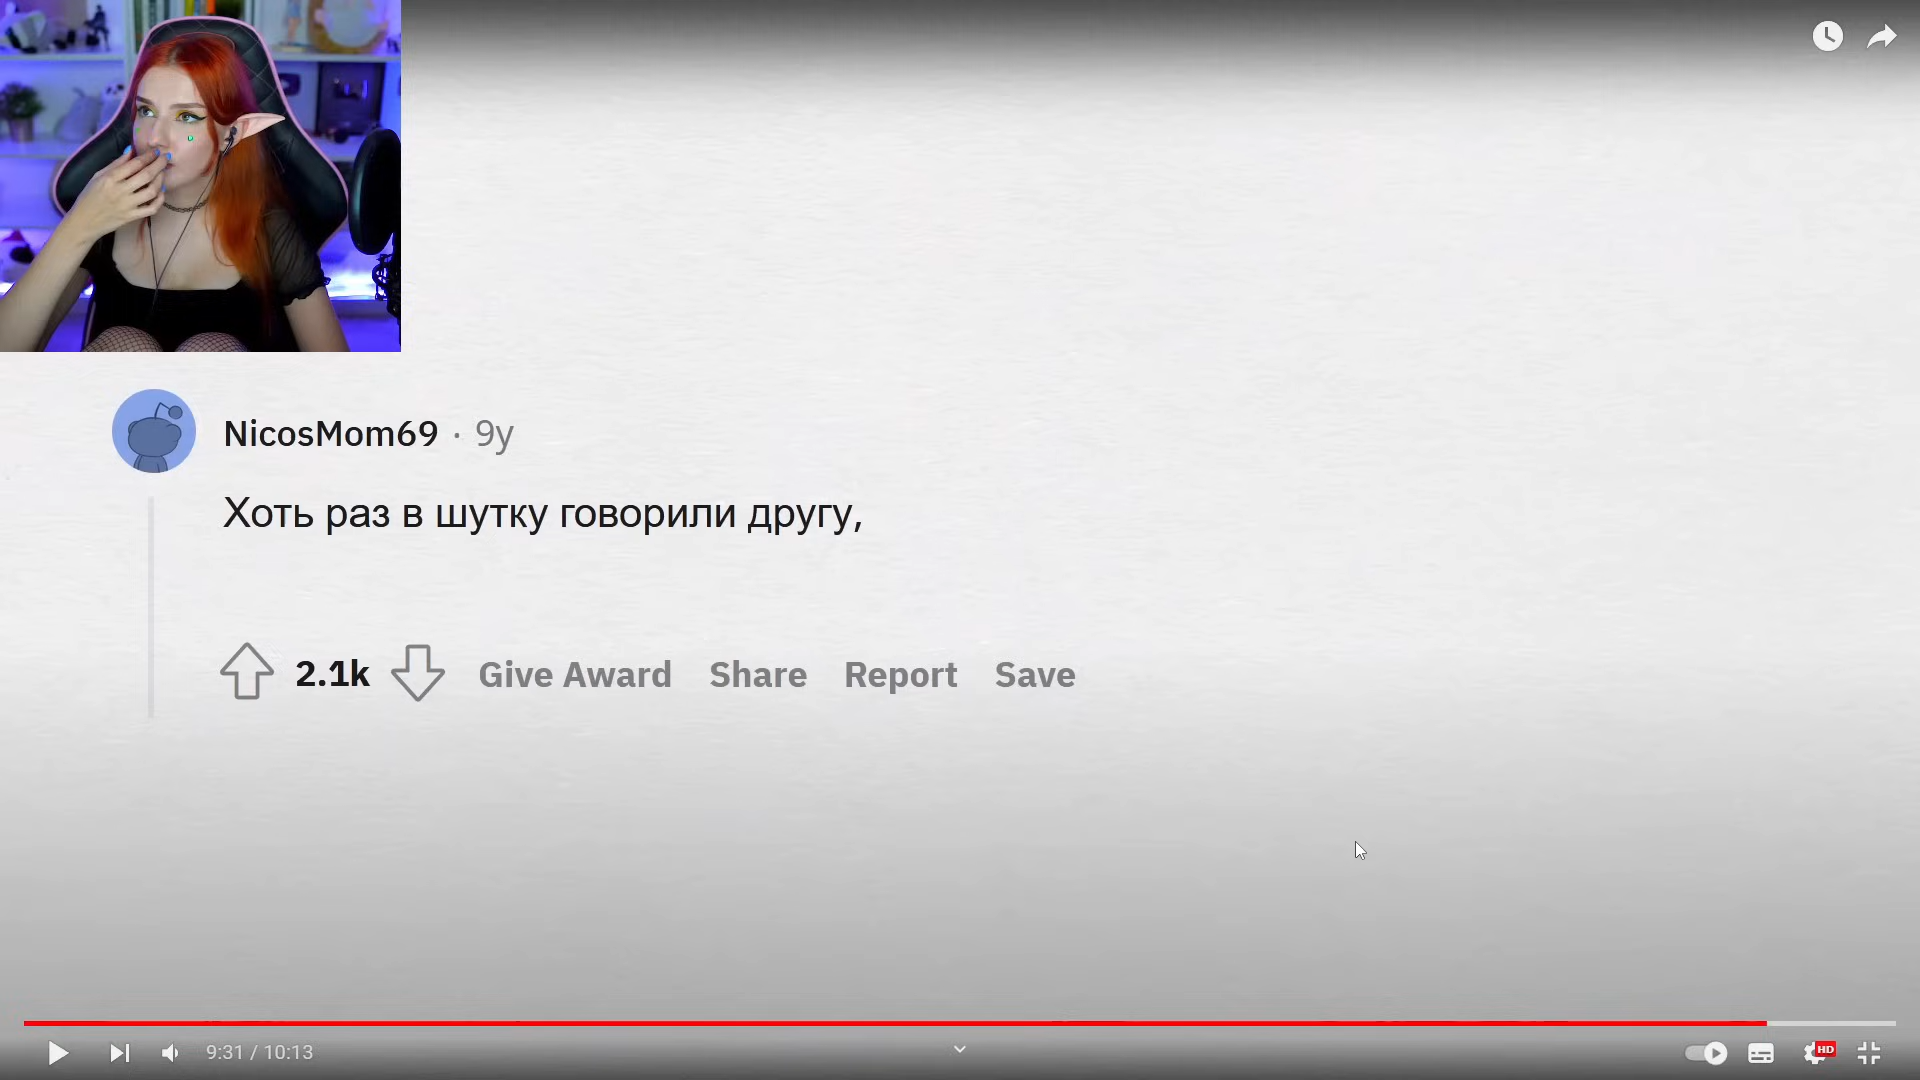 NicosMom69 · 9y
Хоть раз в шутку говорили другу,
2.1k Give Award Share Report Save
9:31 / 10:13
HD